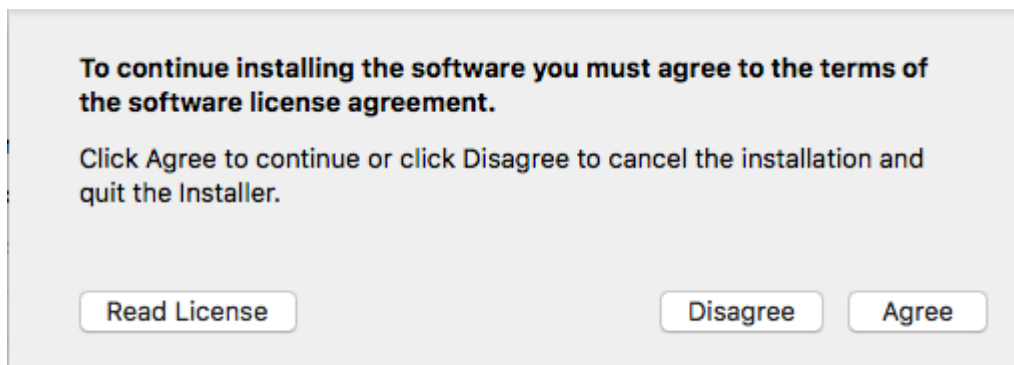 To continue installing the software you must agree to the terms of
the software license agreement.
Click Agree to continue or click Disagree to cancel the installation and
quit the Installer.
Read License
Disagree
Agree